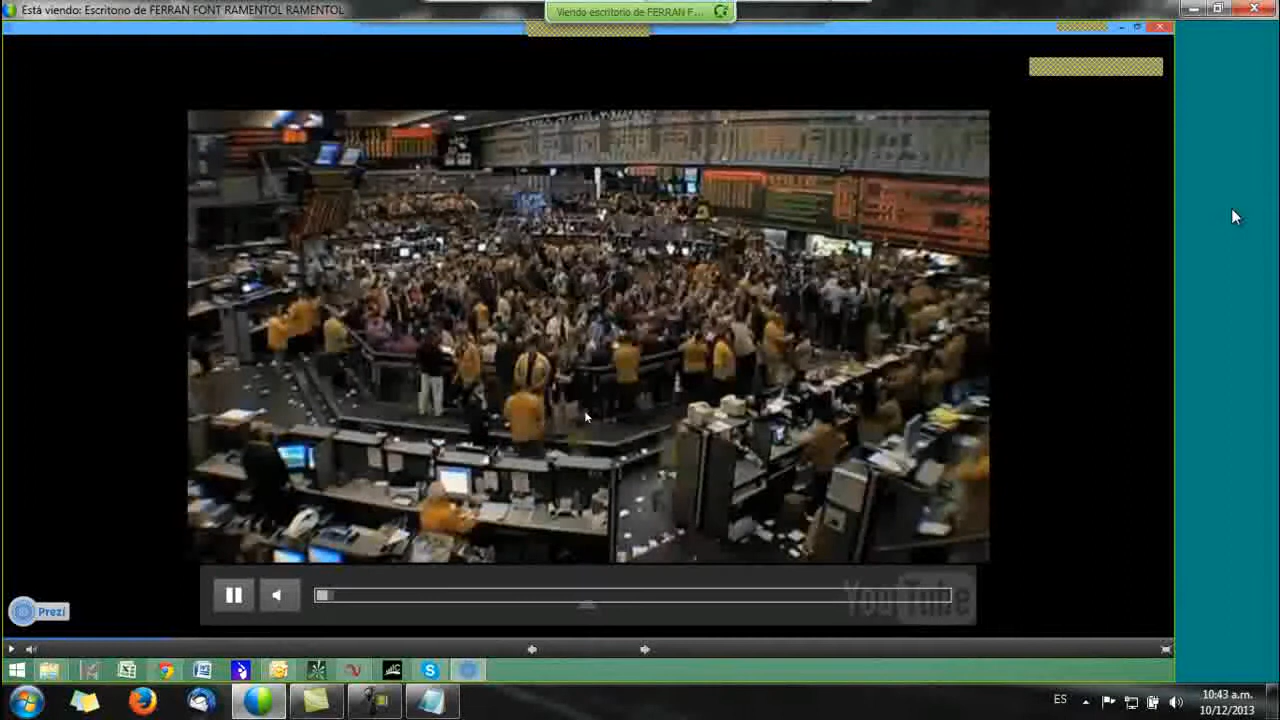 Está viendo: Escritorio de FERRAN FONT RAMENTOL RAMENTOL
Viendo escritorio de FERRAN F...
YouTube
Prezi
ES
10:43 a.m.
10/12/2013